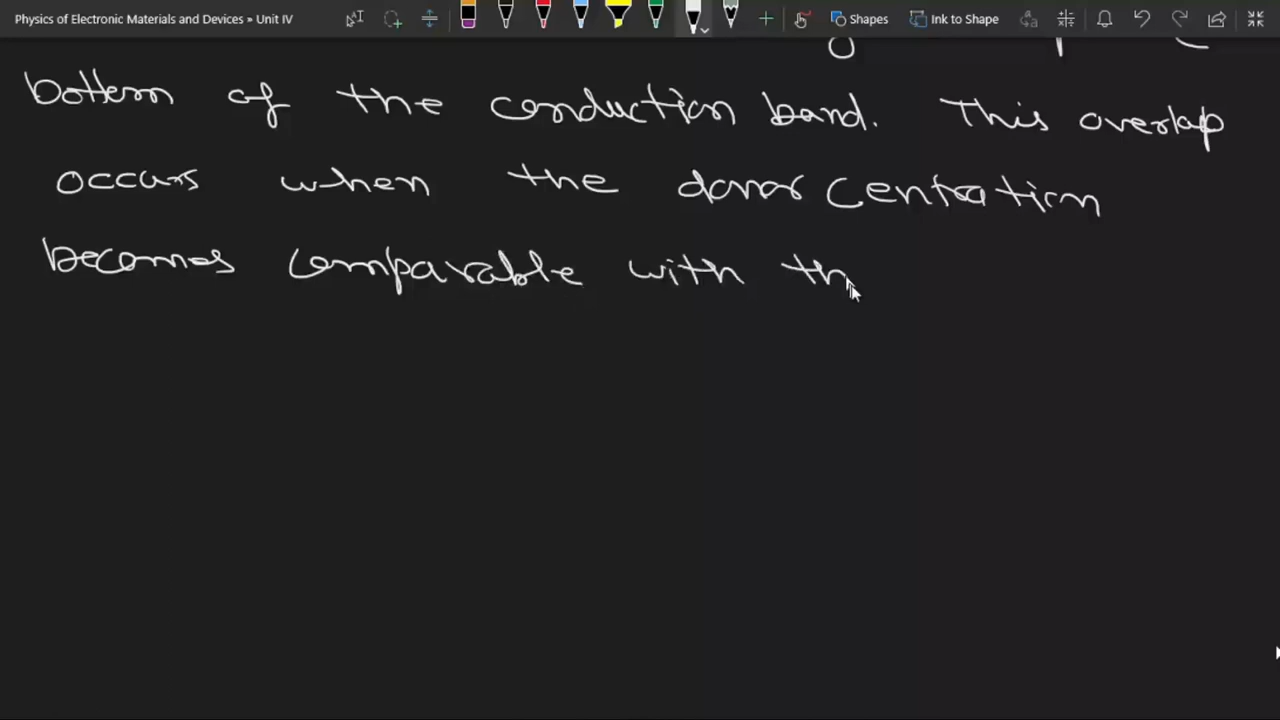 Physics of Electronic Materials and Devices » Unit IV
Shapes
Ink to Shape
bottom of the conduction band. This overlap
occurs when the donor centration
becomes comparable with th